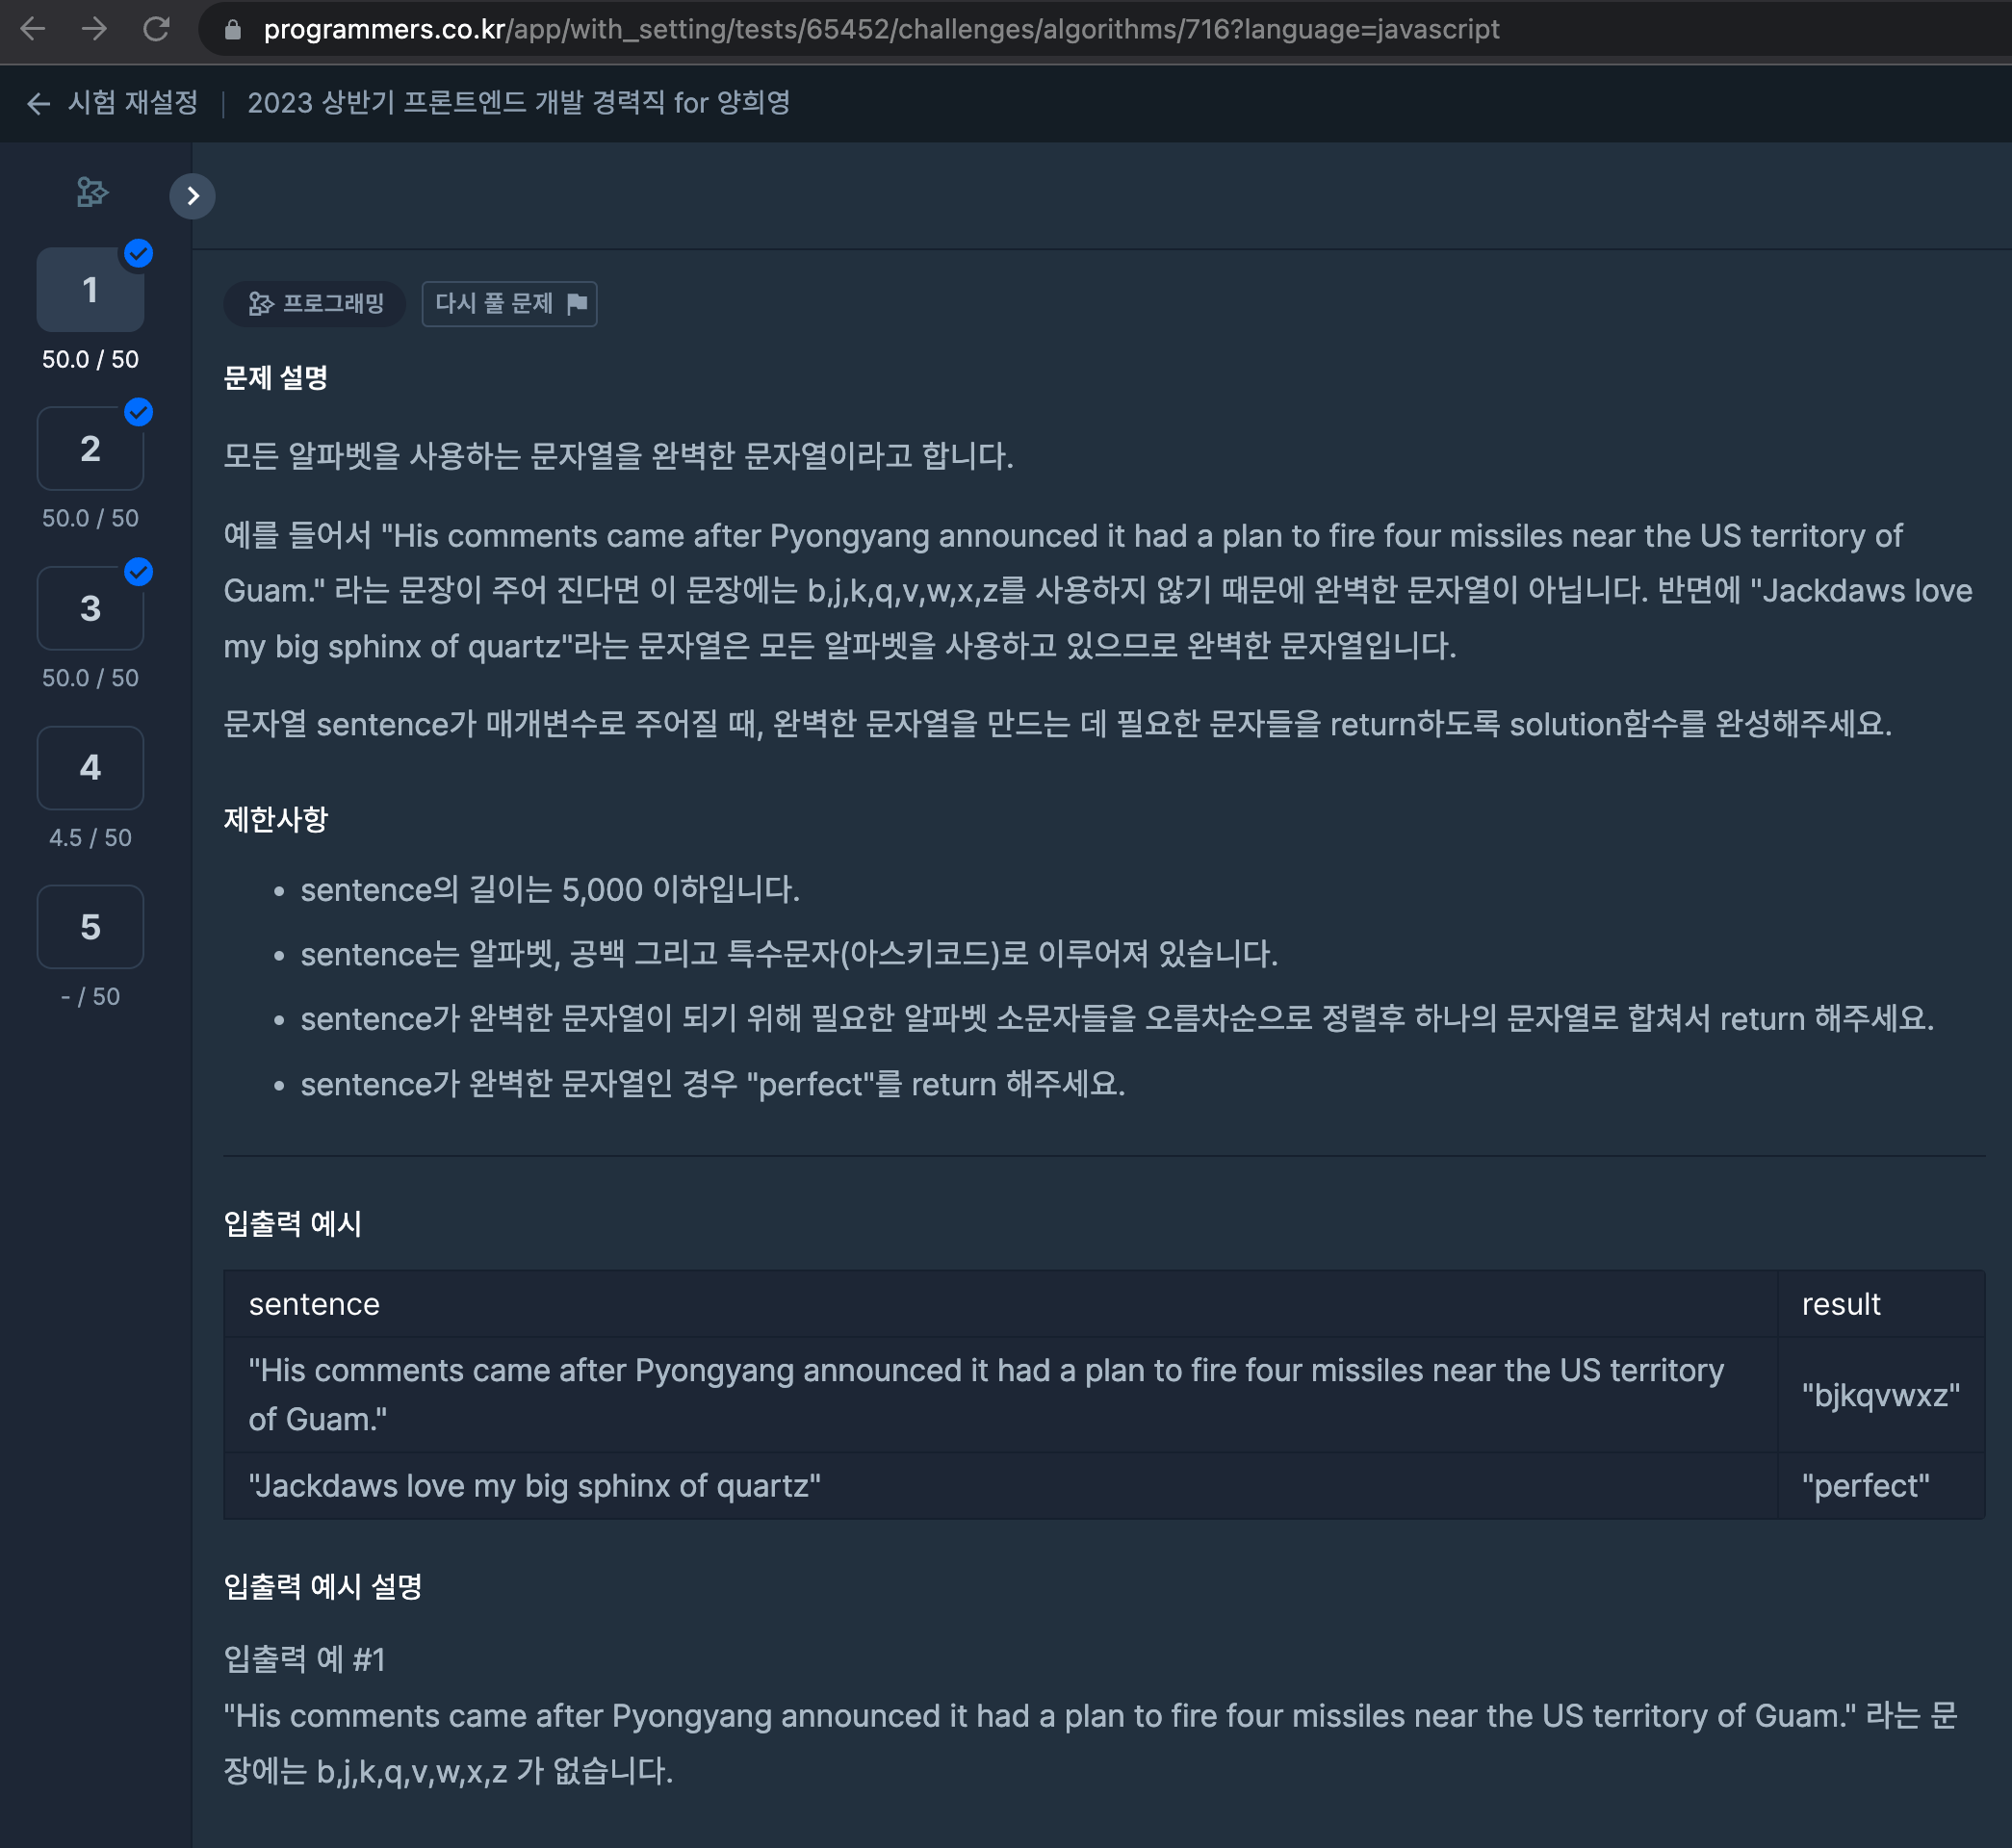 programmers.co.kr/app/with_setting/tests/65452/challenges/algorithms/716?language=javascript
시험 재설정 | 2023 상반기 프론트엔드 개발 경력직 for 양희영
1
50.0 / 50
2
50.0 / 50
3
50.0 / 50
4
4.5 / 50
5
- / 50
프로그래밍
다시 풀 문제
문제 설명
모든 알파벳을 사용하는 문자열을 완벽한 문자열이라고 합니다.
예를 들어서 "His comments came after Pyongyang announced it had a plan to fire four missiles near the US territory of
Guam." 라는 문장이 주어 진다면 이 문장에는 b,j,k,q,v,w,x,z를 사용하지 않기 때문에 완벽한 문자열이 아닙니다. 반면에 "Jackdaws love
my big sphinx of quartz"라는 문자열은 모든 알파벳을 사용하고 있으므로 완벽한 문자열입니다.
문자열 sentence가 매개변수로 주어질 때, 완벽한 문자열을 만드는 데 필요한 문자들을 return하도록 solution함수를 완성해주세요.
제한사항
• sentence의 길이는 5,000 이하입니다.
• sentence는 알파벳, 공백 그리고 특수문자(아스키코드)로 이루어져 있습니다.
• sentence가 완벽한 문자열이 되기 위해 필요한 알파벳 소문자들을 오름차순으로 정렬후 하나의 문자열로 합쳐서 return 해주세요.
• sentence가 완벽한 문자열인 경우 "perfect"를 return 해주세요.
입출력 예시
sentence
result
"His comments came after Pyongyang announced it had a plan to fire four missiles near the US territory
of Guam."
"bjkqvwxz"
"Jackdaws love my big sphinx of quartz"
"perfect"
입출력 예시 설명
입출력 예 #1
"His comments came after Pyongyang announced it had a plan to fire four missiles near the US territory of Guam." 라는 문
장에는 b,j,k,q,v,w,x,z 가 없습니다.